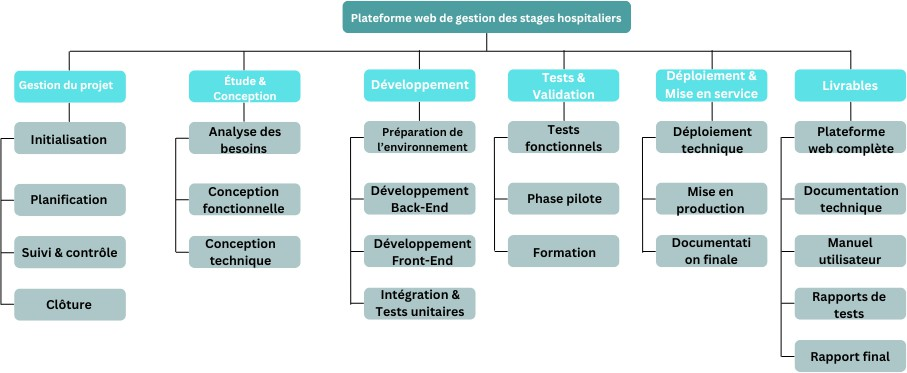 Plateforme web de gestion des stages hospitaliers
Gestion du projet
Initialisation
Planification
Suivi & contrôle
Clôture
Étude &
Conception
Analyse des
besoins
Conception
fonctionnelle
Conception
technique
Développement
Préparation de
l'environnement
Développement
Back-End
Développement
Front-End
Intégration &
Tests unitaires
Tests &
Validation
Tests
fonctionnels
Phase pilote
Formation
Déploiement &
Mise en service
Déploiement
technique
Mise en
production
Documentati
on finale
Livrables
Plateforme
web complète
Documentation
technique
Manuel
utilisateur
Rapports de
tests
Rapport final